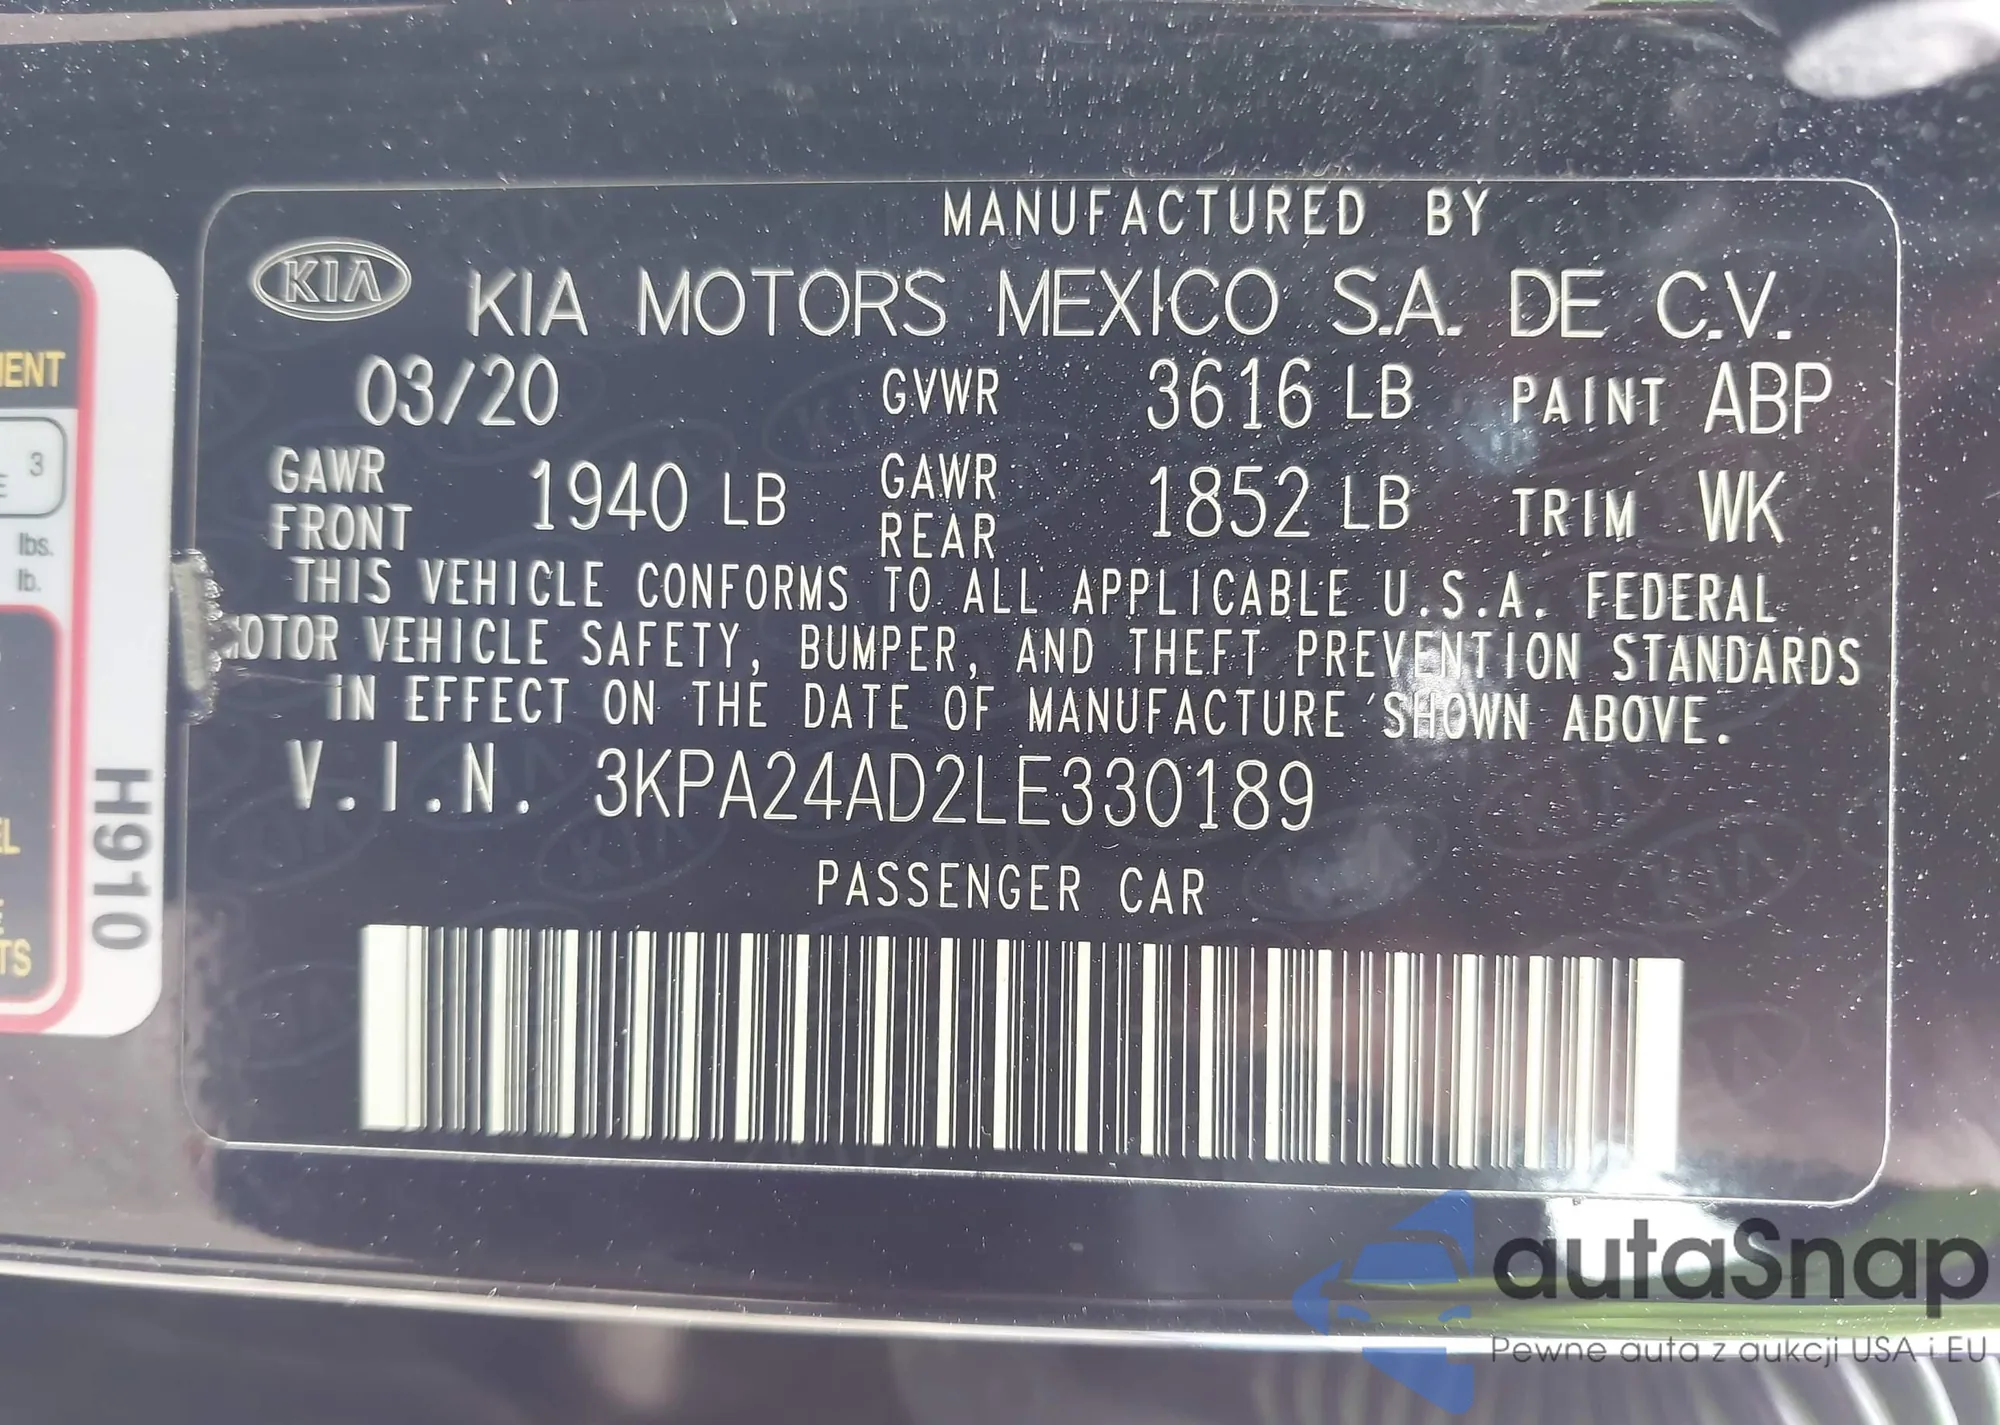 MANUFACTURED BY
KIA KIA MOTORS MEXICO S.A. DE C.V.
03/20 GVWR 3616 LB PAINT ABP
GAWR FRONT 1940 LB GAWR REAR 1852 LB TRIM WK
THIS VEHICLE CONFORMS TO ALL APPLICABLE U.S.A. FEDERAL
MOTOR VEHICLE SAFETY, BUMPER, AND THEFT PREVENTION STANDARDS
IN EFFECT ON THE DATE OF MANUFACTURE SHOWN ABOVE.
V.I.N. 3KPA24AD2LE330189
PASSENGER CAR
3
lbs.
lb.
H910
autaSnap
Pewne auta z aukcji USA i EU